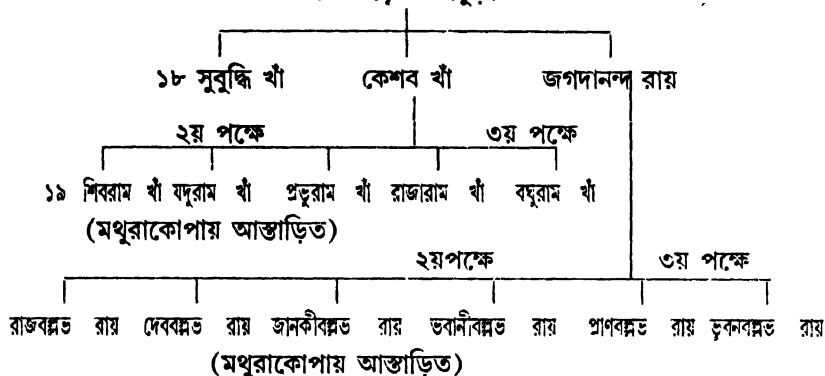 ১৮ সুবুদ্ধি খাঁ কেশব খাঁ জগদানন্দ রায়
২য় পক্ষে ৩য় পক্ষে
১৯ শিবরাম খাঁ যদুরাম খাঁ প্রভুরাম খাঁ রাজারাম খাঁ বঘুরাম খাঁ
(মথুরাকোপায় আস্তাড়িত)
২য়পক্ষে ৩য় পক্ষে
রাজবল্লভ রায় দেববল্লভ রায় জানকীবল্লভ রায় ভবানীবল্লভ রায় প্রাণবল্লভ রায় ভুবনবল্লভ রায়
(মথুরাকোপায় আস্তাড়িত)